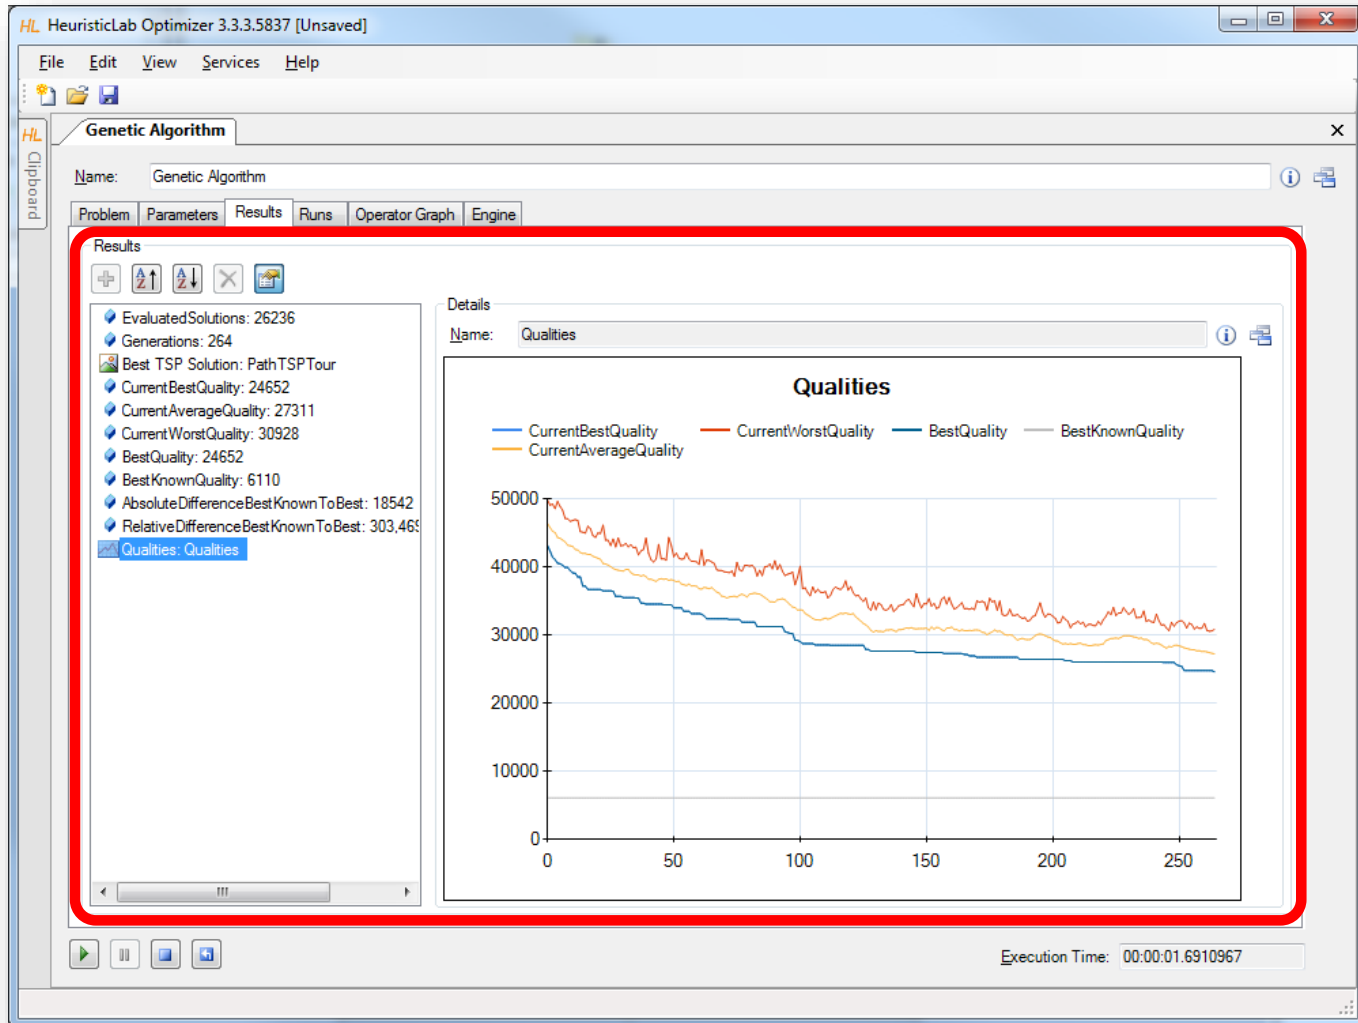 HL HeuristicLab Optimizer 3.3.3.5837 [Unsaved]
File Edit View Services Help
HL Clipboard
Genetic Algorithm
Name: Genetic Algorithm
Problem Parameters Results Runs Operator Graph Engine
Results
EvaluatedSolutions: 26236
Generations: 264
Best TSP Solution: PathTSPTour
CurrentBestQuality: 24652
CurrentAverageQuality: 27311
CurrentWorstQuality: 30928
BestQuality: 24652
BestKnownQuality: 6110
AbsoluteDifferenceBestKnownToBest: 18542
RelativeDifferenceBestKnownToBest: 303,469
Qualities: Qualities
Details
Name: Qualities
Qualities
CurrentBestQuality CurrentWorstQuality BestQuality BestKnownQuality
CurrentAverageQuality
50000
40000
30000
20000
10000
0
0 50 100 150 200 250
Execution Time: 00:00:01.6910967